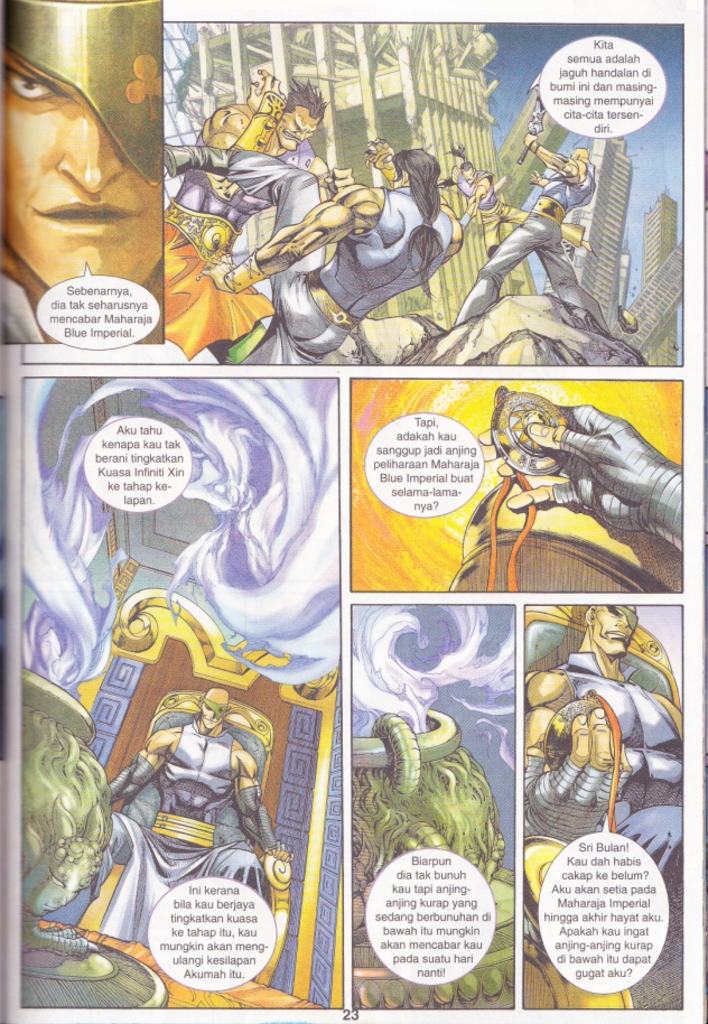 Sebenarnya,
dia tak seharusnya
mencabar Maharaja
Blue Imperial.
Kita
semua adalah
jaguh handalan di
bumi ini dan masing-
masing mempunyai
cita-cita tersen-
diri.
Aku tahu
kenapa kau tak
berani tingkatkan
Kuasa Infiniti Xin
ke tahap ke-
lapan.
Ini kerana
bila kau berjaya
tingkatkan kuasa
ke tahap itu, kau
mungkin akan meng-
ulangi kesilapan
Akumah itu.
Tapi,
adakah kau
sanggup jadi anjing
peliharaan Maharaja
Blue Imperial buat
selama-lama-
nya?
Biarpun
dia tak bunuh
kau tapi anjing-
anjing kurap yang
sedang berbunuhan di
bawah itu mungkin
akan mencabar kau
pada suatu hari
nanti!
Sri Bulan!
Kau dah habis
cakap ke belum?
Aku akan setia pada
Maharaja Imperial
hingga akhir hayat aku.
Apakah kau ingat
anjing-anjing kurap
di bawah itu dapat
gugat aku?
23